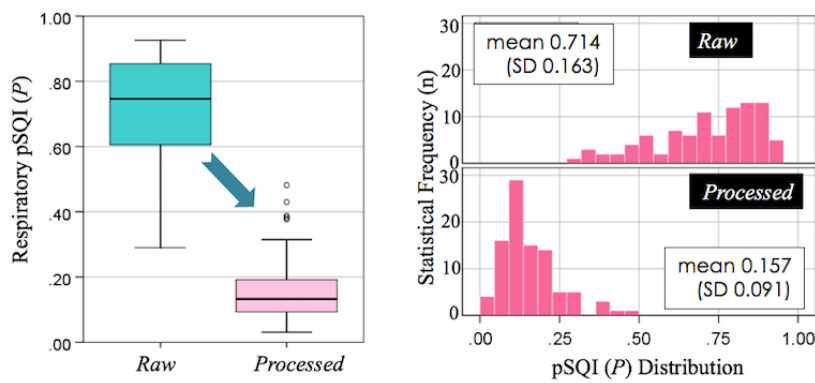 1.00
.80
.60
.40
.20
.00
Respiratory pSQI (P)
Raw
Processed
mean 0.714
(SD 0.163)
Raw
30
20
10
0
Processed
mean 0.157
(SD 0.091)
30
20
10
0
Statistical Frequency (n)
.00 .25 .50 .75 1.00
pSQI (P) Distribution